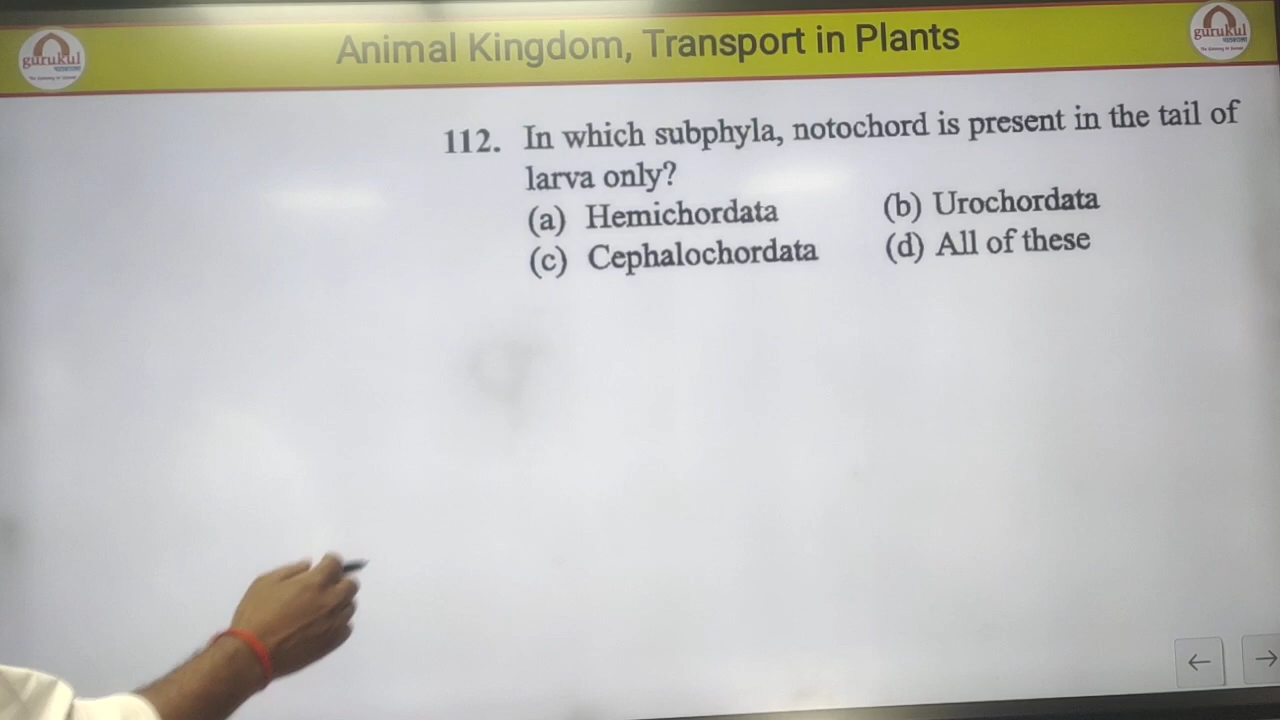 gurukul
Animal Kingdom, Transport in Plants
gurukul
112. In which subphyla, notochord is present in the tail of
larva only?
(a) Hemichordata (b) Urochordata
(c) Cephalochordata (d) All of these